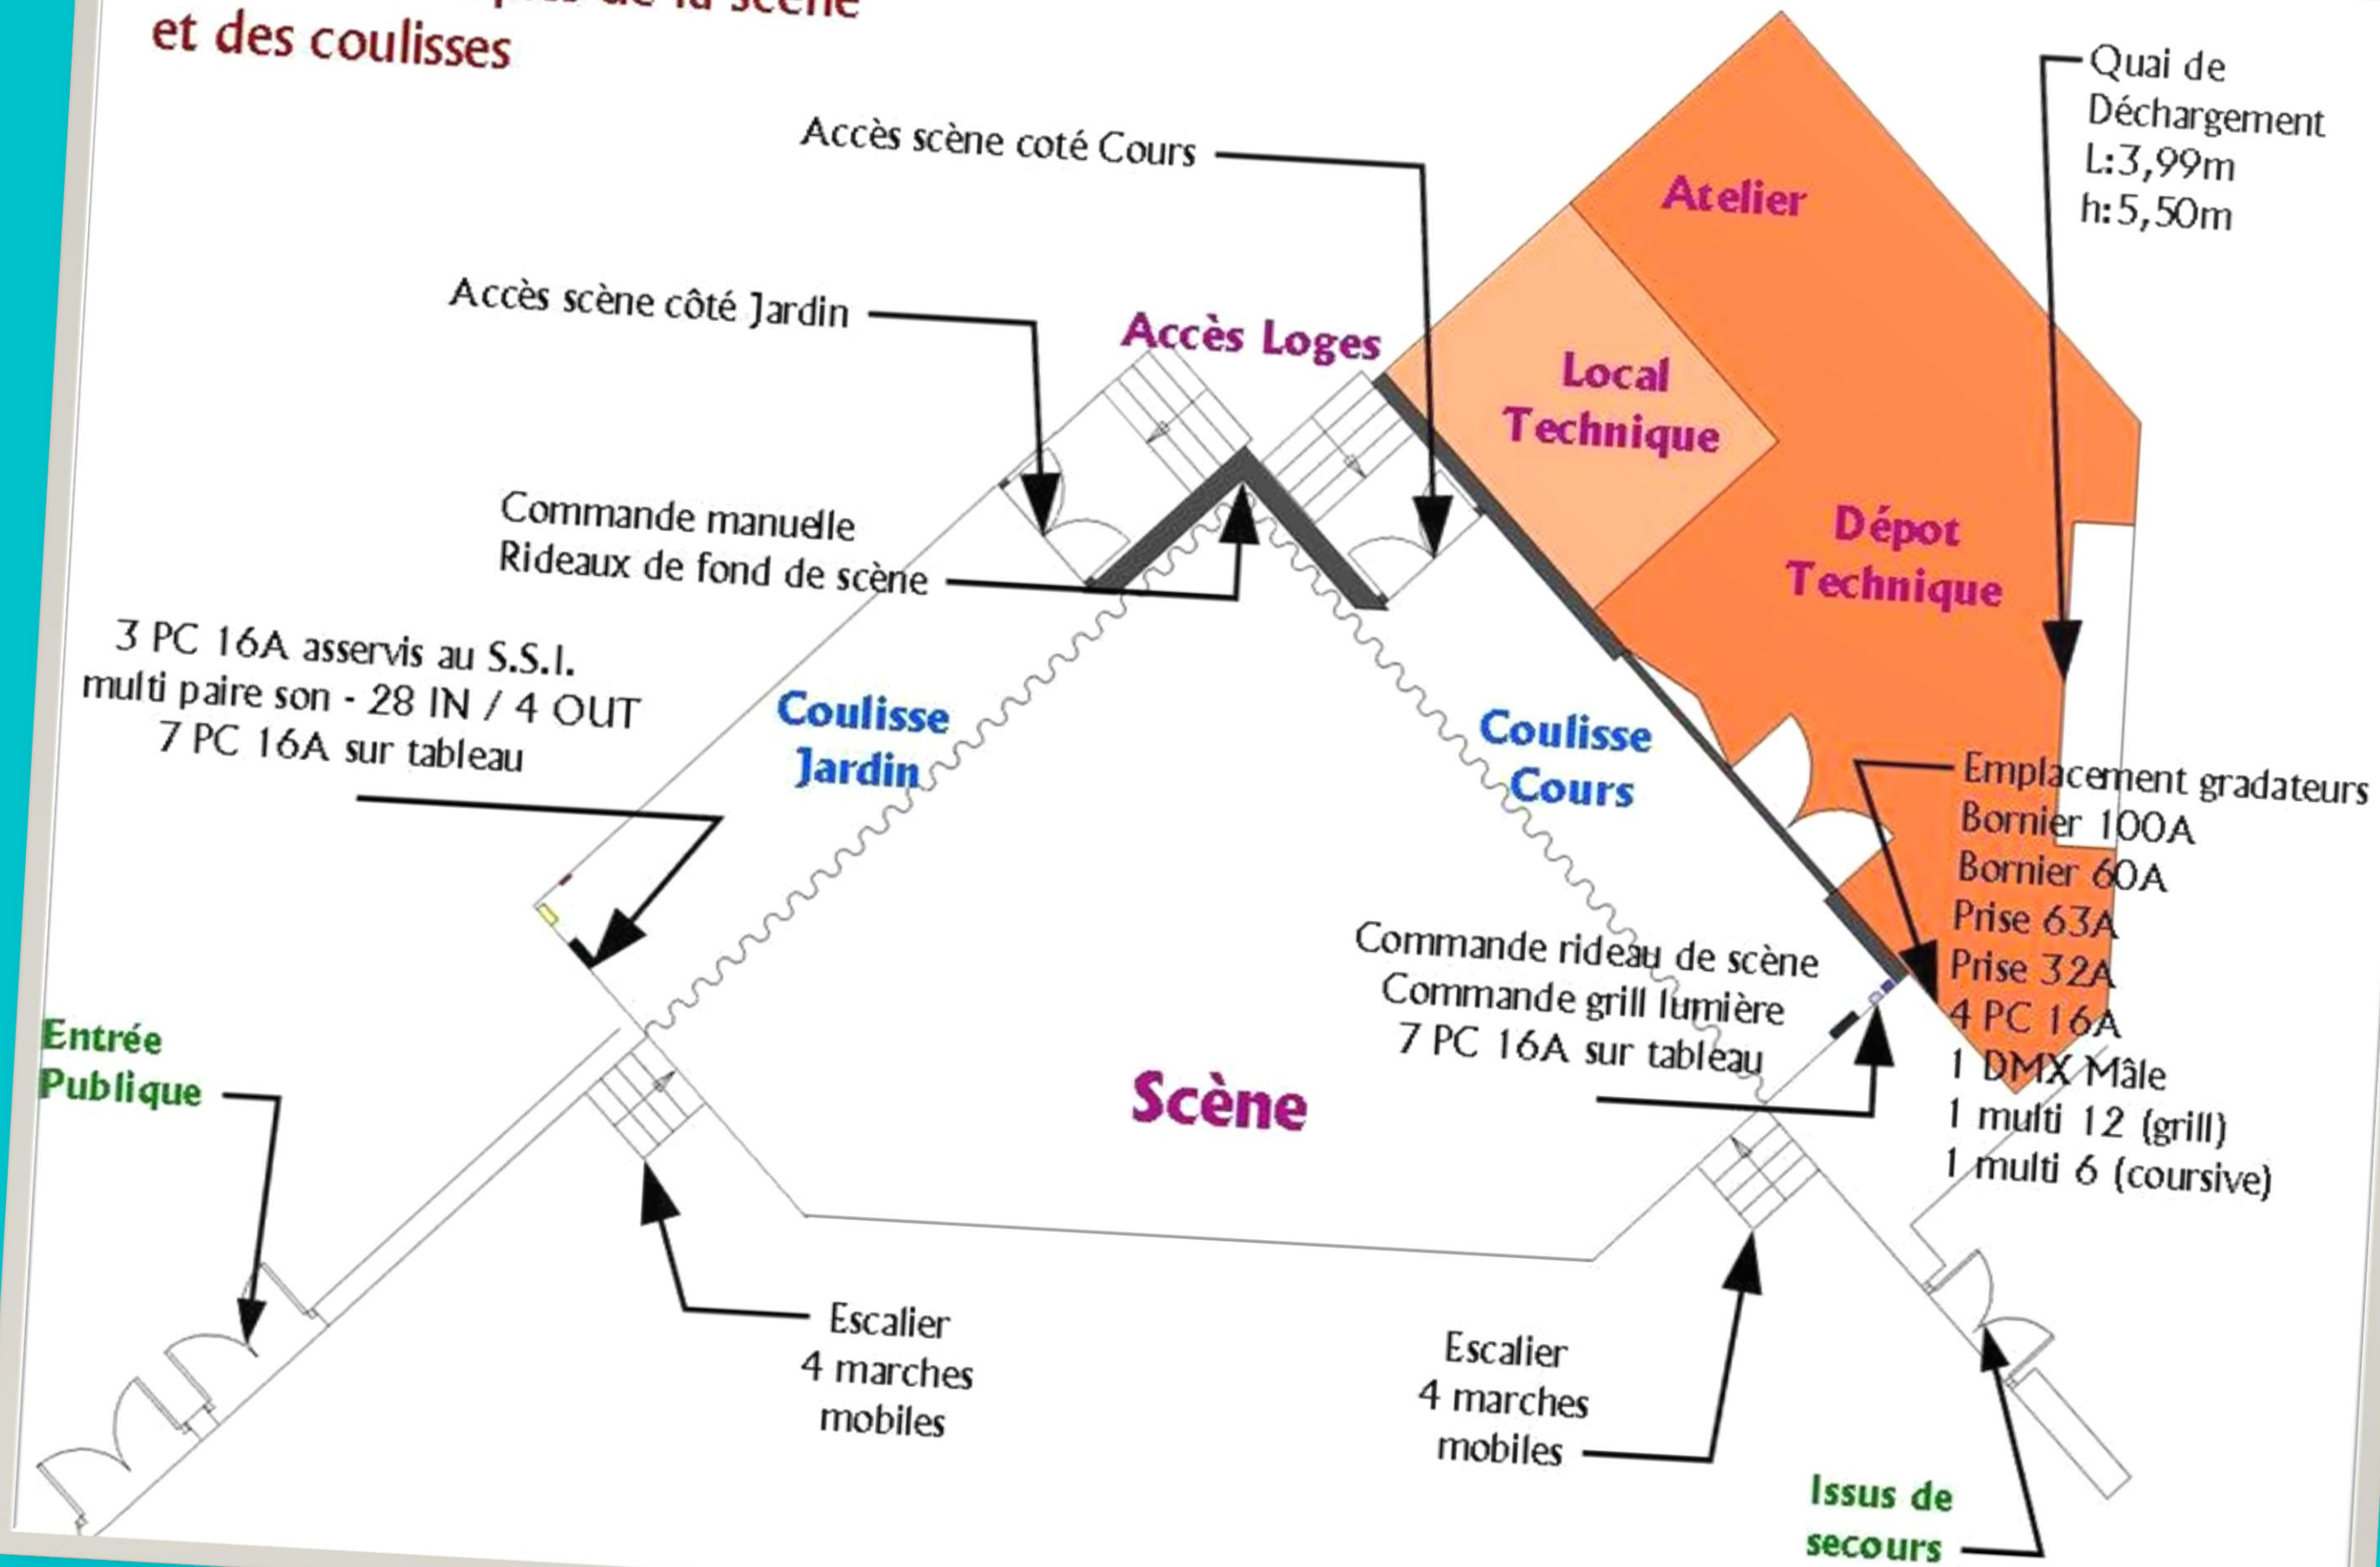 de la scène
et des coulisses
Quai de
Déchargement
L:3,99m
h:5,50m
Accès scène coté Cours
Atelier
Accès scène côté Jardin
Accès Loges
Local
Technique
Commande manuelle
Rideaux de fond de scène
Dépot
Technique
3 PC 16A asservis au S.S.I.
multi paire son - 28 IN / 4 OUT
7 PC 16A sur tableau
Coulisse
Jardin
Coulisse
Cours
Emplacement gradateurs
Bornier 100A
Bornier 60A
Prise 63A
Prise 32A
4 PC 16A
1 DMX Mâle
1 multi 12 (grill)
1 multi 6 (coursive)
Commande rideau de scène
Commande grill lumière
7 PC 16A sur tableau
Entrée
Publique
Scène
Escalier
4 marches
mobiles
Escalier
4 marches
mobiles
Issus de
secours